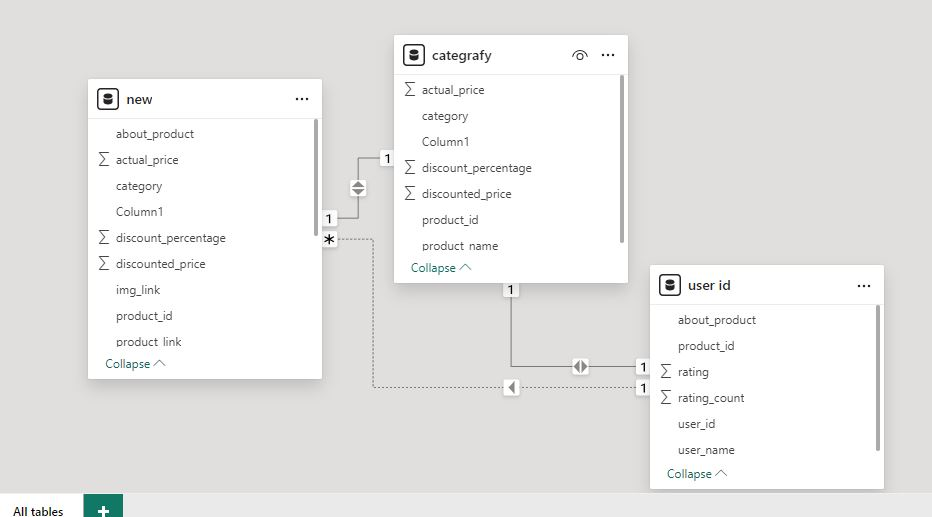 new
about_product
actual_price
category
Column1
discount_percentage
discounted_price
img_link
product_id
product_link
Collapse
categrafy
actual_price
category
Column1
discount_percentage
discounted_price
product_id
product_name
Collapse
1
1
*
1
1
1
user id
about_product
product_id
rating
rating_count
user_id
user_name
Collapse
All tables
+